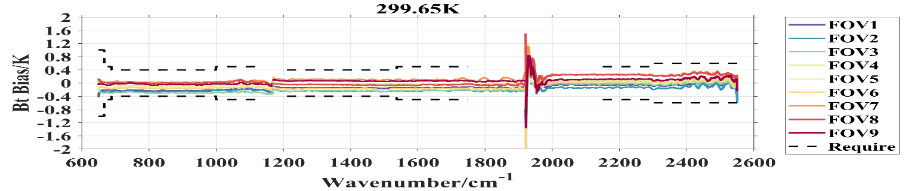 299.65K
Bt Bias/K
2
1.6
1.2
0.8
0.4
0
-0.4
-0.8
-1.2
-1.6
-2
600 800 1000 1200 1400 1600 1800 2000 2200 2400 2600
Wavenumber/cm⁻¹
FOV1
FOV2
FOV3
FOV4
FOV5
FOV6
FOV7
FOV8
FOV9
Require